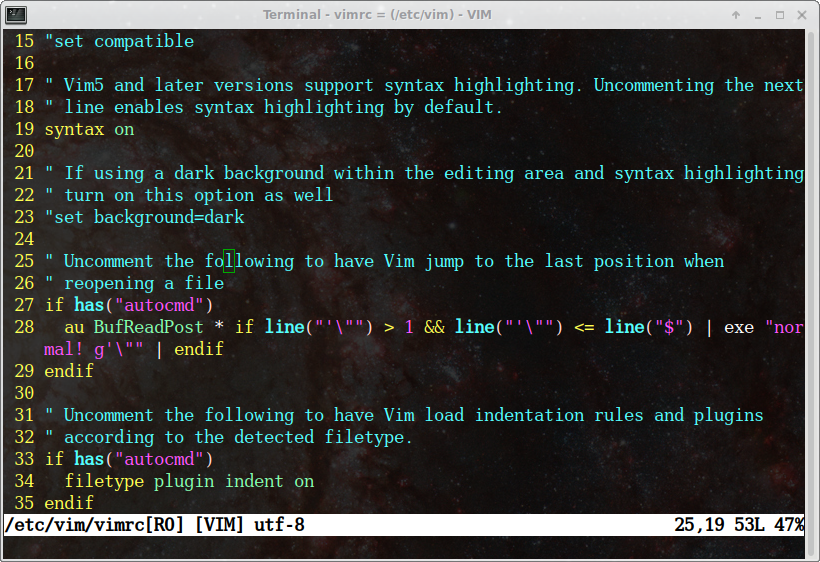 Terminal - vimrc = (/etc/vim) - VIM
15 "set compatible
16
17 " Vim5 and later versions support syntax highlighting. Uncommenting the next
18 " line enables syntax highlighting by default.
19 syntax on
20
21 " If using a dark background within the editing area and syntax highlighting
22 " turn on this option as well
23 "set background=dark
24
25 " Uncomment the following to have Vim jump to the last position when
26 " reopening a file
27 if has("autocmd")
28   au BufReadPost * if line("'\"") > 1 && line("'\"") <= line("$") | exe "nor
mal! g'\"" | endif
29 endif
30
31 " Uncomment the following to have Vim load indentation rules and plugins
32 " according to the detected filetype.
33 if has("autocmd")
34   filetype plugin indent on
35 endif
/etc/vim/vimrc[RO] [VIM] utf-8 25,19 53L 47%